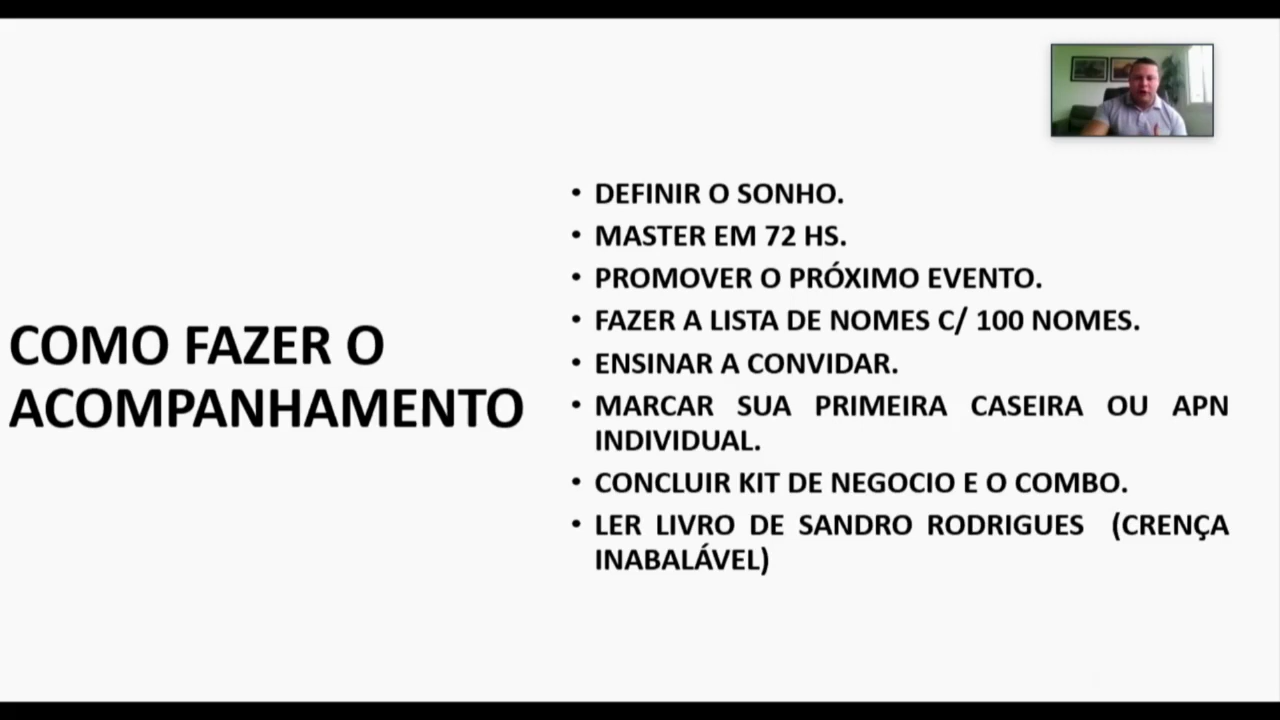 COMO FAZER O
ACOMPANHAMENTO
• DEFINIR O SONHO.
• MASTER EM 72 HS.
• PROMOVER O PRÓXIMO EVENTO.
• FAZER A LISTA DE NOMES C/ 100 NOMES.
• ENSINAR A CONVIDAR.
• MARCAR SUA PRIMEIRA CASEIRA OU APN
INDIVIDUAL.
• CONCLUIR KIT DE NEGOCIO E O COMBO.
• LER LIVRO DE SANDRO RODRIGUES (CRENÇA
INABALÁVEL)